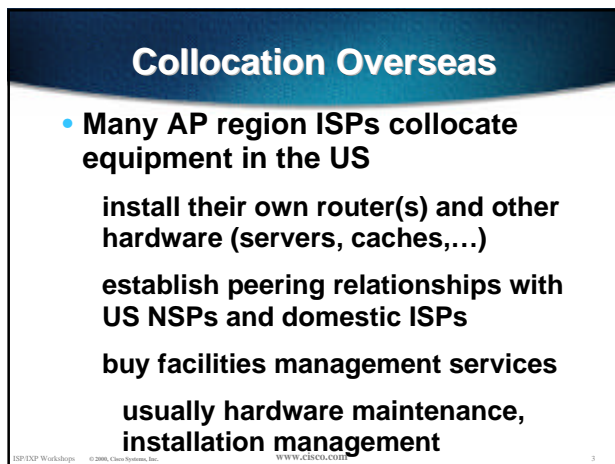 Collocation Overseas
• Many AP region ISPs collocate
equipment in the US
install their own router(s) and other
hardware (servers, caches,…)
establish peering relationships with
US NSPs and domestic ISPs
buy facilities management services
usually hardware maintenance,
installation management
ISP/IXP Workshops © 2000, Cisco Systems, Inc. www.cisco.com 3